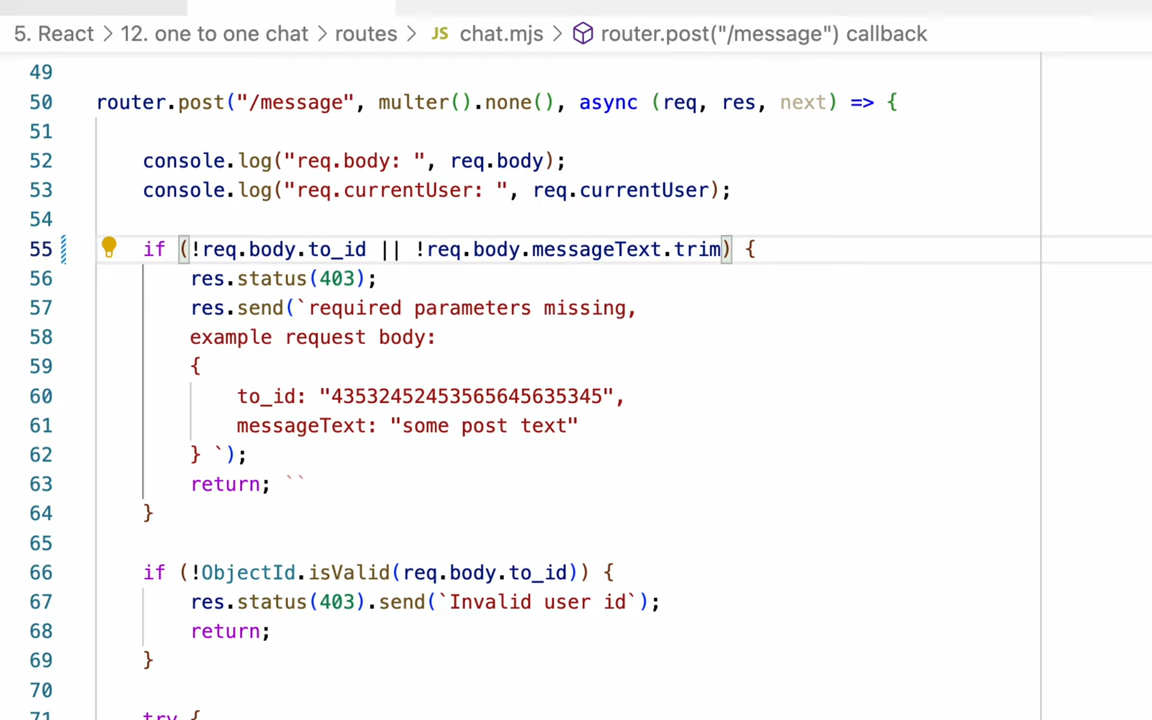 5. React > 12. one to one chat > routes > JS chat.mjs > router.post("/message") callback
49
50 router.post("/message", multer().none(), async (req, res, next) => {
51
52 console.log("req.body: ", req.body);
53 console.log("req.currentUser: ", req.currentUser);
54
55 if (!req.body.to_id || !req.body.messageText.trim) {
56 res.status(403);
57 res.send(`required parameters missing,
58 example request body:
59 {
60 to_id: "43532452453565645635345",
61 messageText: "some post text"
62 } `);
63 return; ``
64 }
65
66 if (!ObjectId.isValid(req.body.to_id)) {
67 res.status(403).send(`Invalid user id`);
68 return;
69 }
70
71 try {